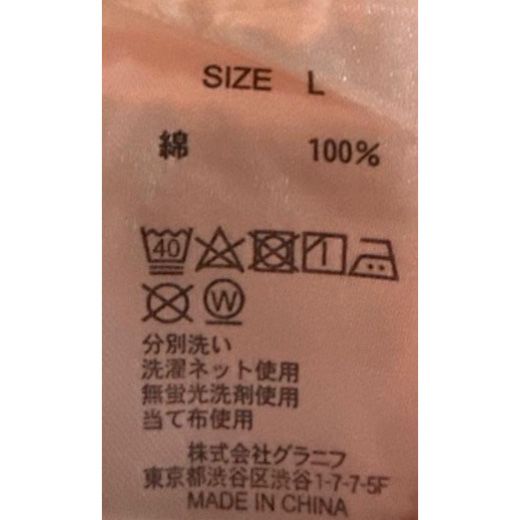 SIZE L
綿 100%
40
W
分別洗い
洗濯ネット使用
無蛍光洗剤使用
当て布使用
株式会社グラニフ
東京都渋谷区渋谷1-7-7-5F
MADE IN CHINA